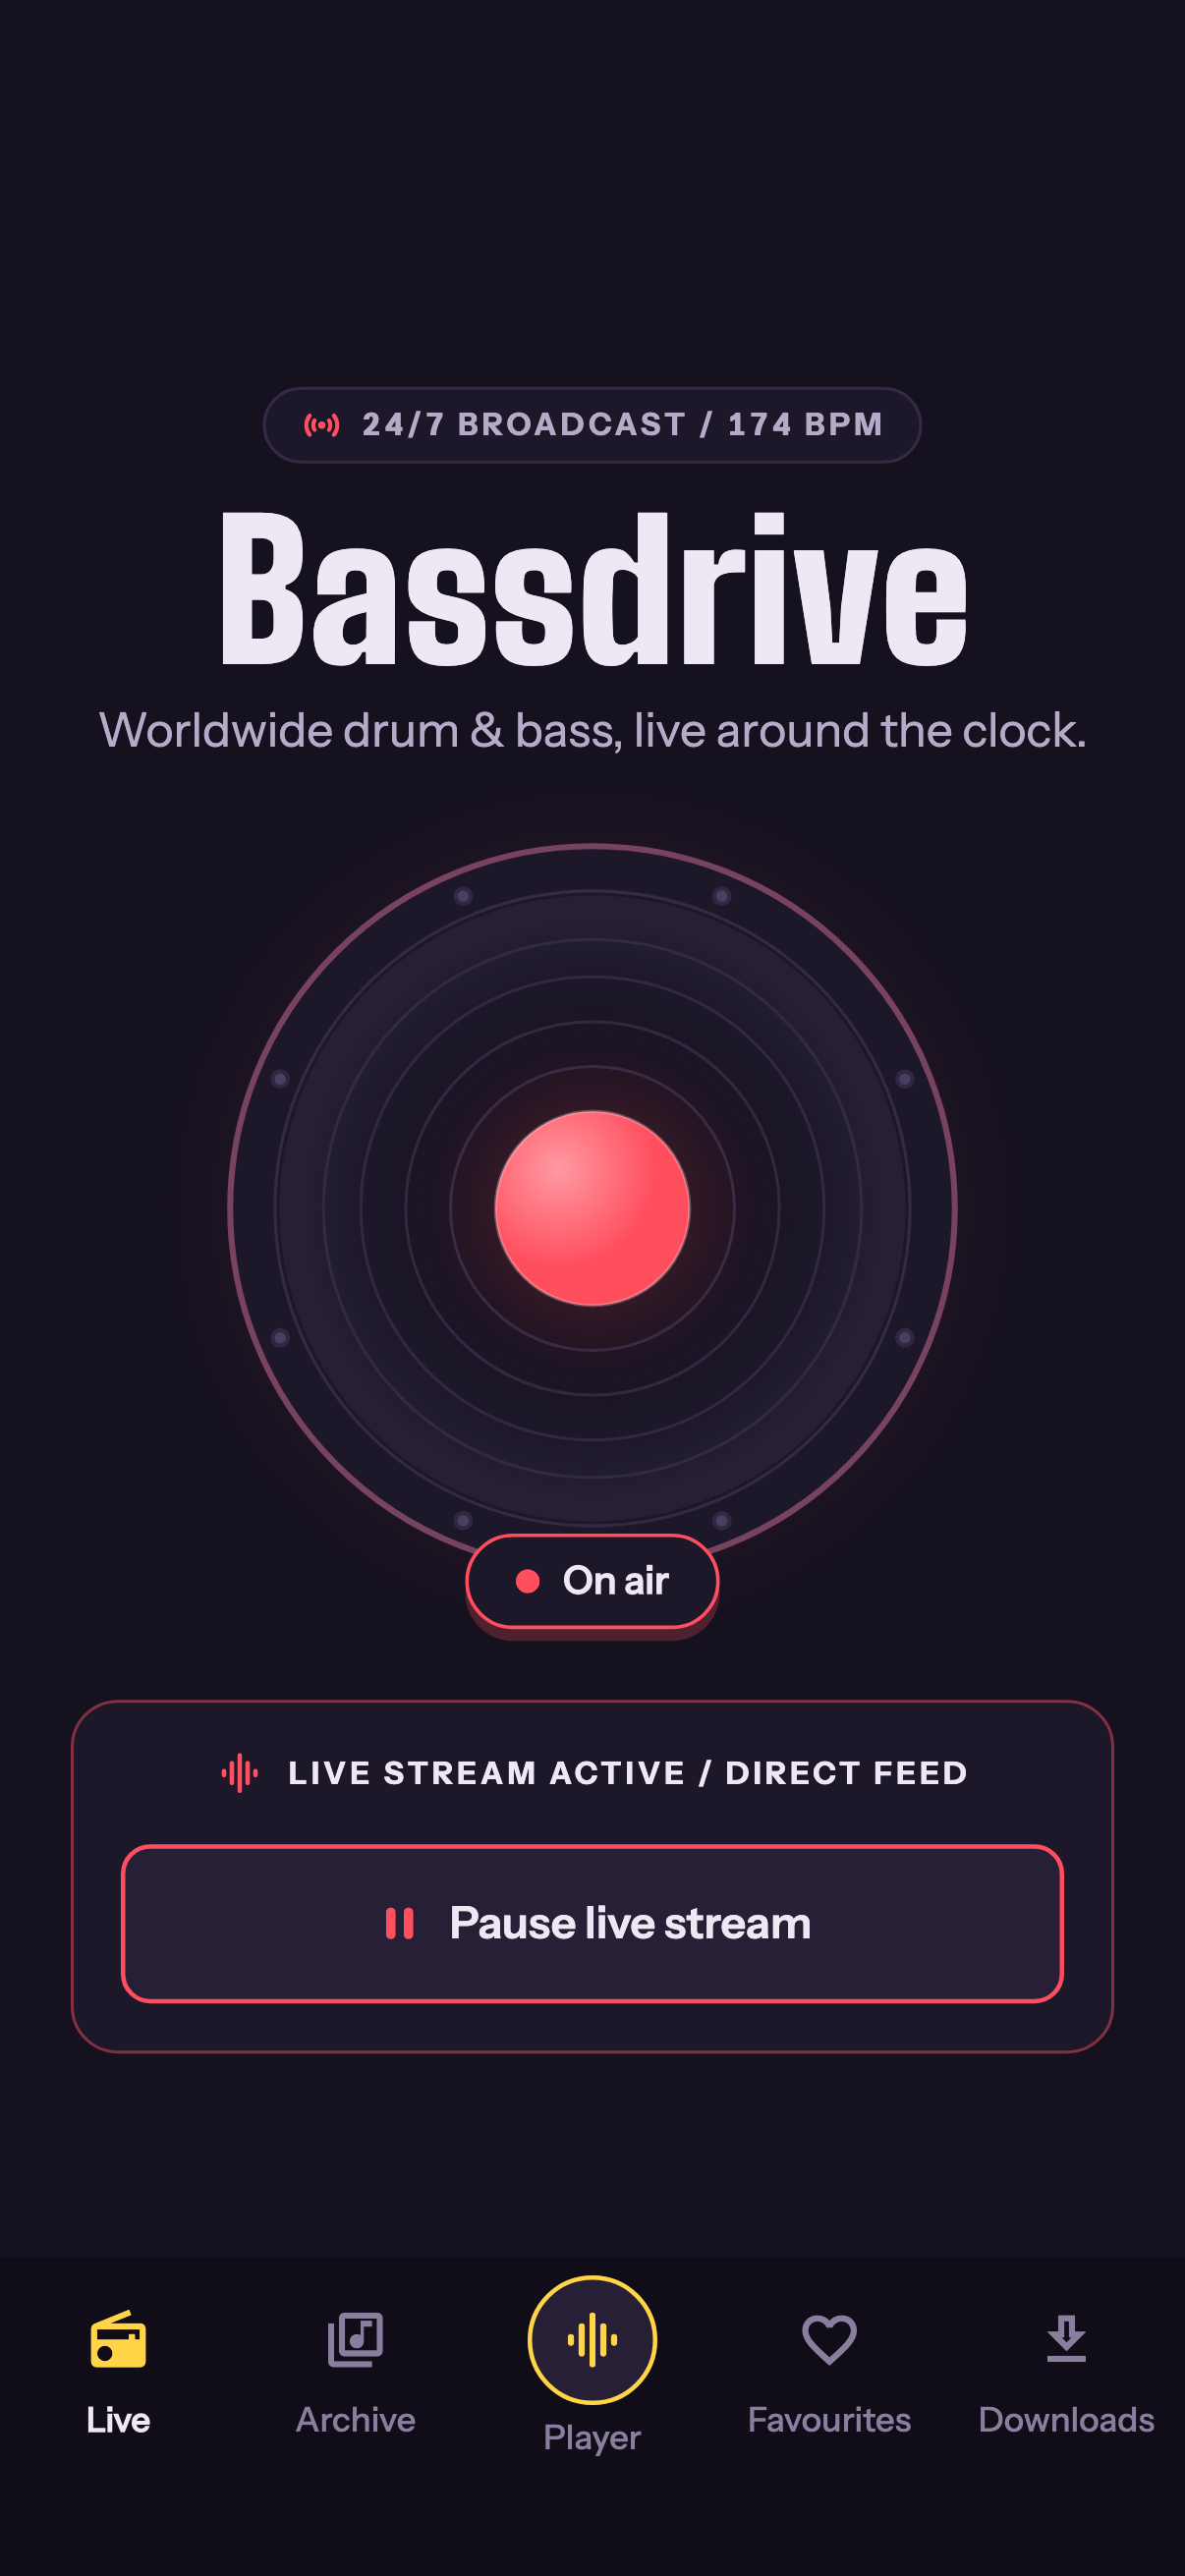 24/7 BROADCAST / 174 BPM
Bassdrive
Worldwide drum & bass, live around the clock.
On air
LIVE STREAM ACTIVE / DIRECT FEED
Pause live stream
Live
Archive
Player
Favourites
Downloads